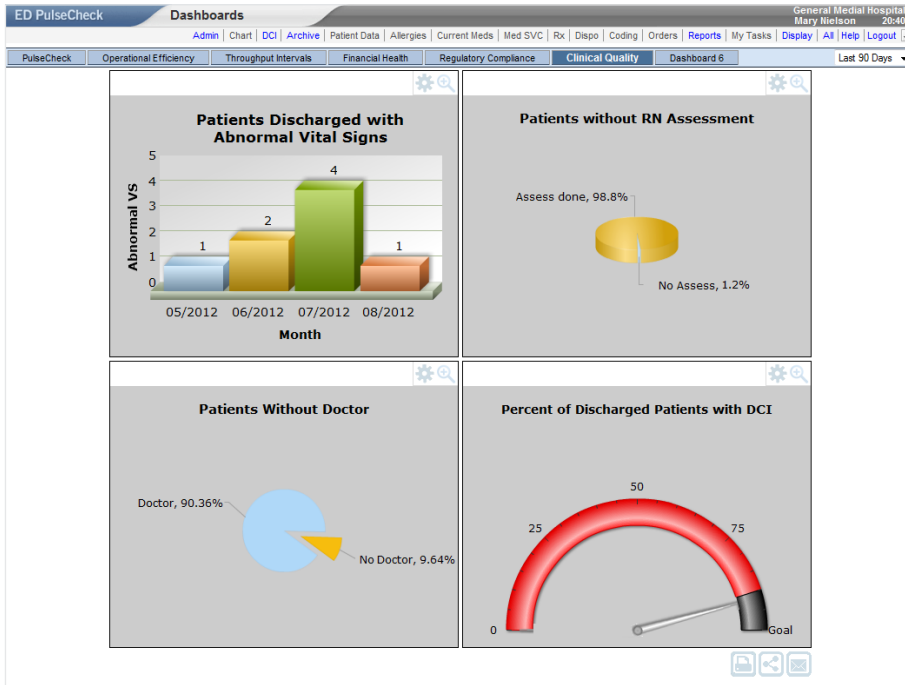 ED PulseCheck Dashboards General Medial Hospital
Mary Nielson 20:40
Admin | Chart | DCI | Archive | Patient Data | Allergies | Current Meds | Med SVC | Rx | Dispo | Coding | Orders | Reports | My Tasks | Display | All | Help | Logout
PulseCheck Operational Efficiency Throughput Intervals Financial Health Regulatory Compliance Clinical Quality Dashboard 6 Last 90 Days
Patients Discharged with
Abnormal Vital Signs
Abnormal VS
5
4
3
2
1
0
1
2
4
1
05/2012 06/2012 07/2012 08/2012
Month
Patients without RN Assessment
Assess done, 98.8%
No Assess, 1.2%
Patients Without Doctor
Doctor, 90.36%
No Doctor, 9.64%
Percent of Discharged Patients with DCI
50
25 75
0 Goal